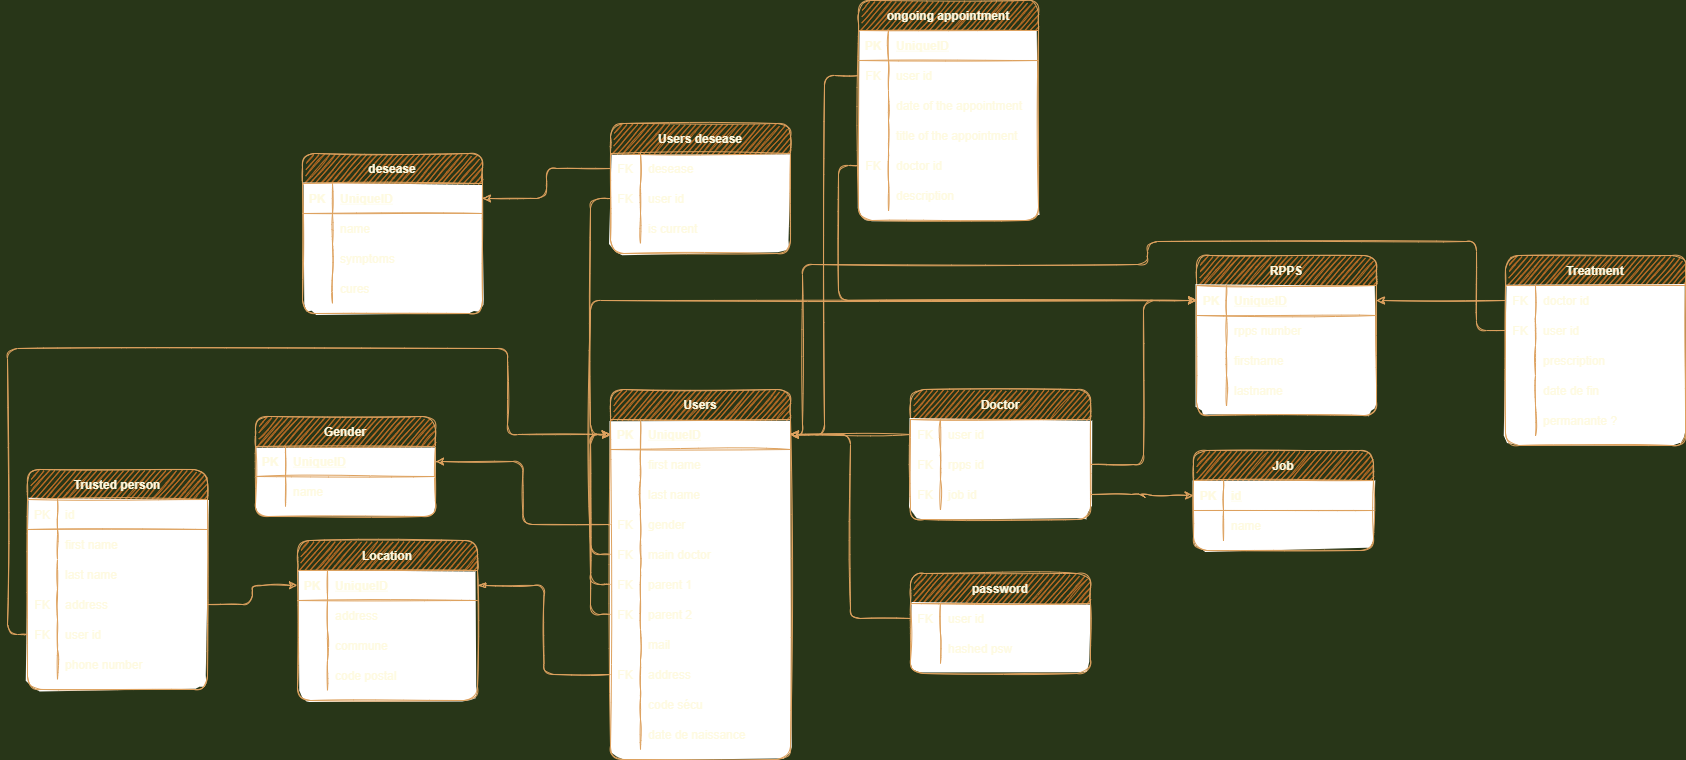 ongoing appointment
PK UniqueID
FK user id
date of the appointment
title of the appointment
FK doctor id
description
Users desease
FK desease
FK user id
is current
desease
PK UniqueID
name
symptoms
cores
RPPS
PK UniqueID
rpps number
firstname
lastname
Treatment
FK doctor id
FK user id
prescription
date de fin
permanante ?
Users
PK UniqueID
first name
last name
FK gender
FK main doctor
FK parent 1
FK parent 2
mail
FK address
code sécu
date de naissance
Doctor
FK user id
FK rpps id
FK job id
Gender
PK UniqueID
name
Job
PK id
name
Trusted person
PK id
first name
last name
FK address
FK user id
phone number
Location
PK UniqueID
address
commune
code postal
password
FK user id
hashed pwd